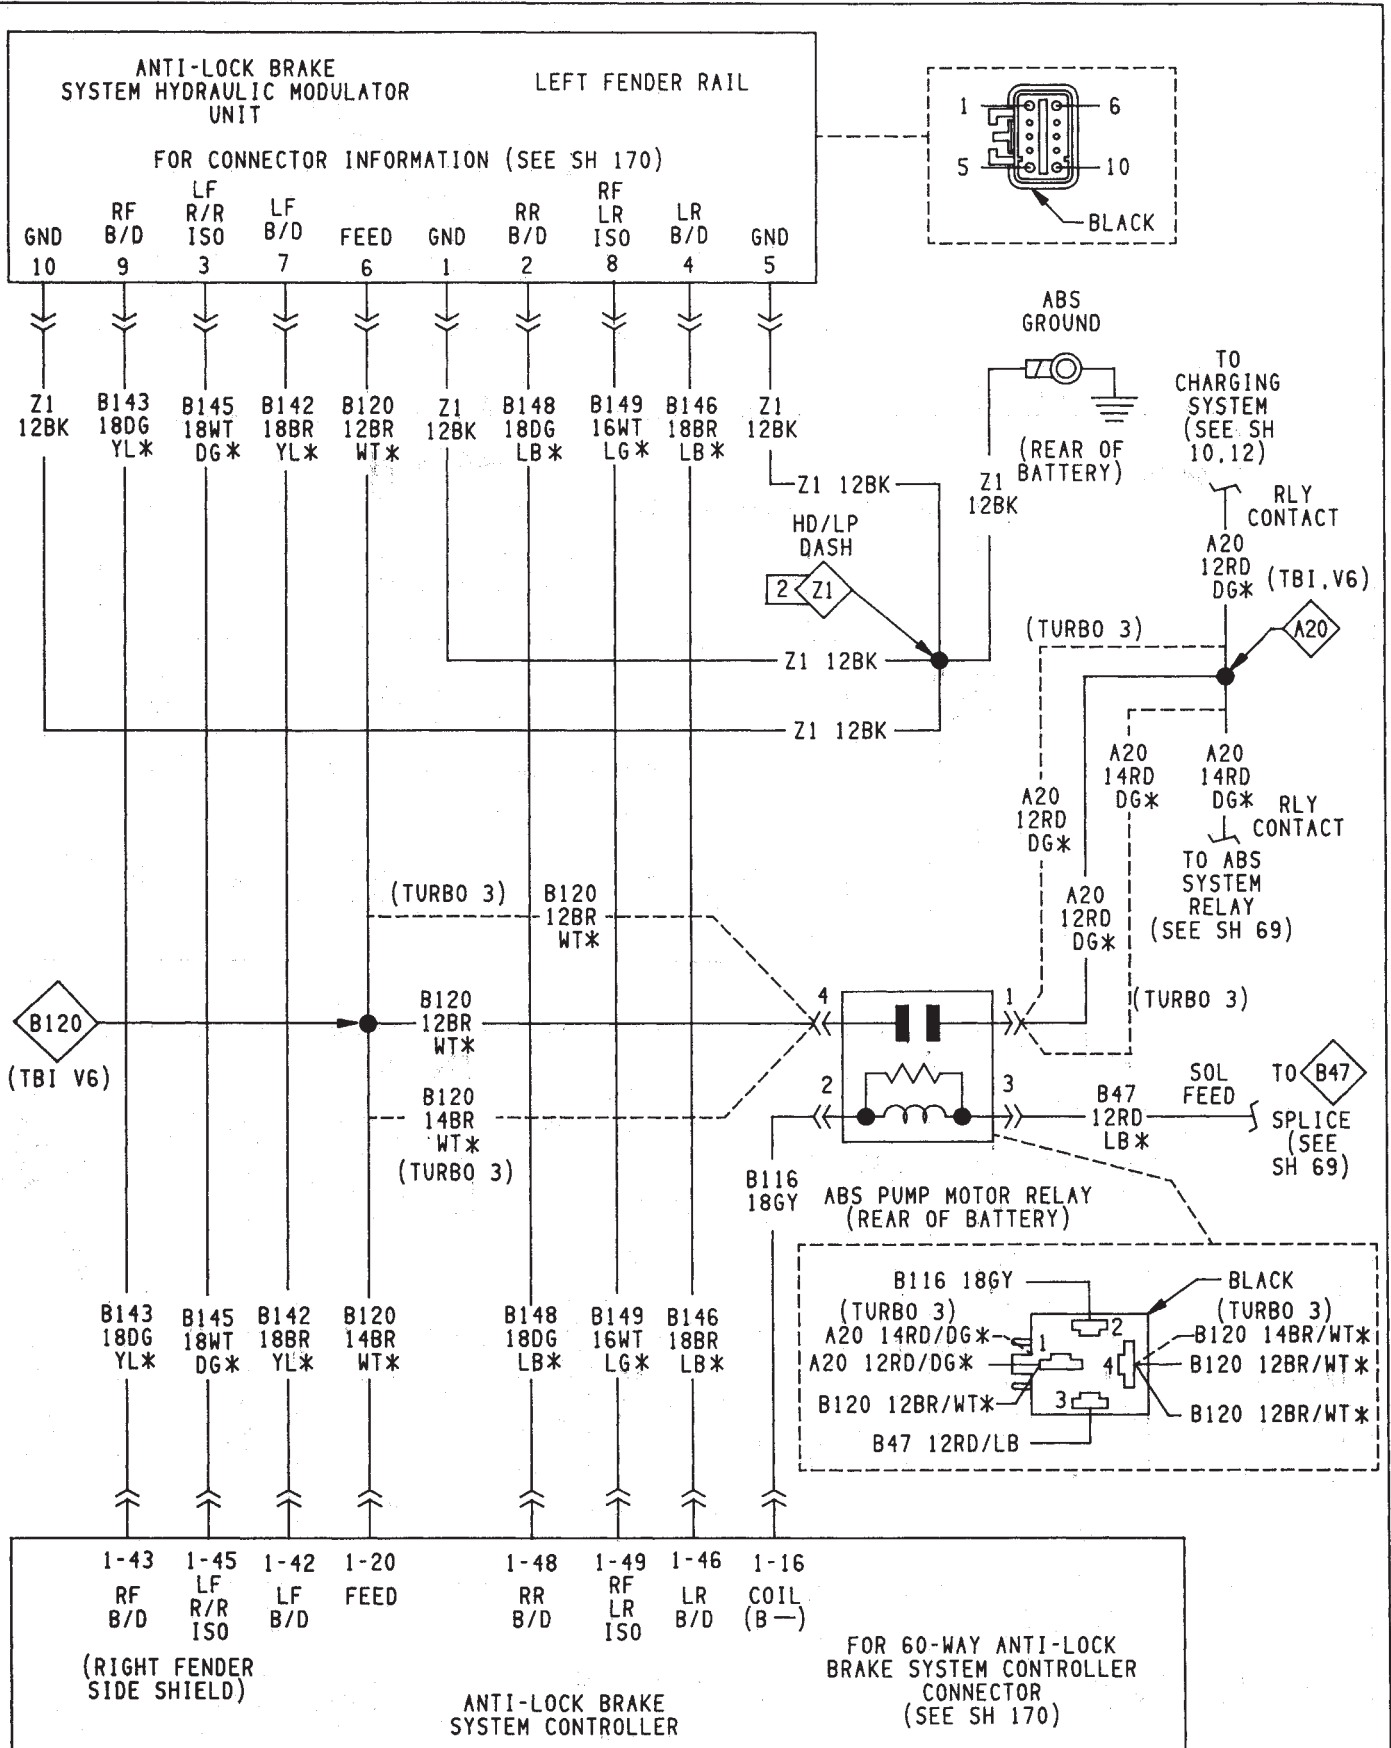 ANTI-LOCK BRAKE
SYSTEM HYDRAULIC MODULATOR
UNIT
LEFT FENDER RAIL
FOR CONNECTOR INFORMATION (SEE SH 170)
GND
10
RF
B/D
9
LF
R/R
ISO
3
LF
B/D
7
FEED
6
GND
1
RR
B/D
2
RF
LR
ISO
8
LR
B/D
4
GND
5
1
6
5
10
BLACK
ABS
GROUND
(REAR OF
BATTERY)
TO
CHARGING
SYSTEM
(SEE SH
10,12)
RLY
CONTACT
Z1
12BK
B143
18DG
YL*
B145
18WT
DG*
B142
18BR
YL*
B120
12BR
WT*
Z1
12BK
B148
18DG
LB*
B149
16WT
LG*
B146
18BR
LB*
Z1
12BK
Z1 12BK
Z1
12BK
HD/LP
DASH
2
Z1
Z1 12BK
Z1 12BK
A20
12RD
DG*
(TBI,V6)
A20
(TURBO 3)
A20
12RD
DG*
A20
14RD
DG*
A20
14RD
DG*
RLY
CONTACT
TO ABS
SYSTEM
RELAY
(SEE SH 69)
A20
12RD
DG*
(TURBO 3)
(TURBO 3)
B120
12BR
WT*
B120
(TBI V6)
B120
12BR
WT*
B120
14BR
WT*
(TURBO 3)
4
1
2
3
B47
12RD
LB*
SOL
FEED
TO
B47
SPLICE
(SEE
SH 69)
B116
18GY
ABS PUMP MOTOR RELAY
(REAR OF BATTERY)
B116 18GY
(TURBO 3)
A20 14RD/DG*
A20 12RD/DG*
B120 12BR/WT*
B47 12RD/LB
1
2
3
4
BLACK
(TURBO 3)
B120 14BR/WT*
B120 12BR/WT*
B120 12BR/WT*
B143
18DG
YL*
B145
18WT
DG*
B142
18BR
YL*
B120
14BR
WT*
B148
18DG
LB*
B149
16WT
LG*
B146
18BR
LB*
1-43
RF
B/D
1-45
LF
R/R
ISO
1-42
LF
B/D
1-20
FEED
1-48
RR
B/D
1-49
RF
LR
ISO
1-46
LR
B/D
1-16
COIL
(B—)
(RIGHT FENDER
SIDE SHIELD)
ANTI-LOCK BRAKE
SYSTEM CONTROLLER
FOR 60-WAY ANTI-LOCK
BRAKE SYSTEM CONTROLLER
CONNECTOR
(SEE SH 170)